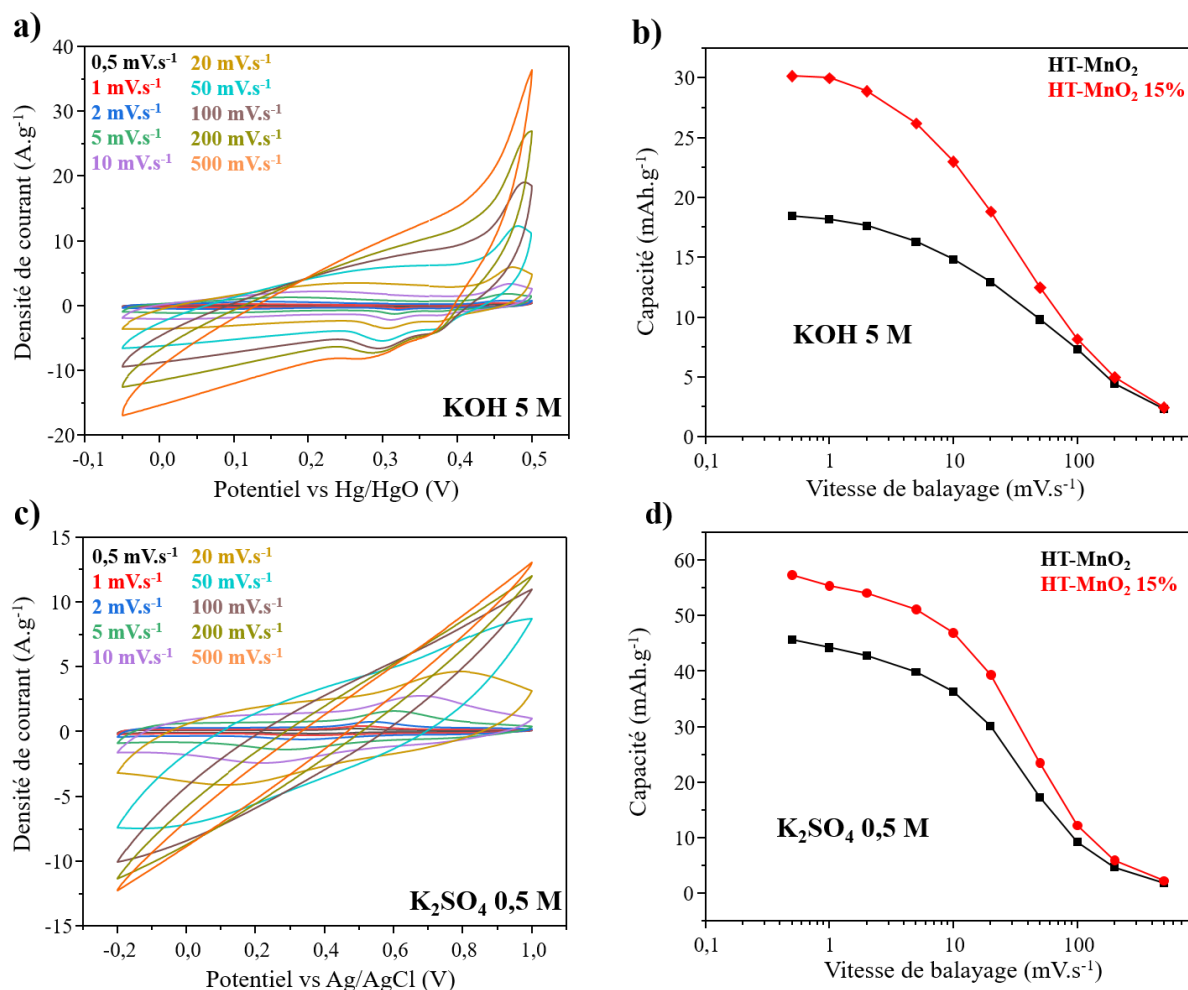 a)
0,5 mV.s⁻¹ 20 mV.s⁻¹
1 mV.s⁻¹ 50 mV.s⁻¹
2 mV.s⁻¹ 100 mV.s⁻¹
5 mV.s⁻¹ 200 mV.s⁻¹
10 mV.s⁻¹ 500 mV.s⁻¹
40
30
20
10
0
-10
-20
Densité de courant (A.g⁻¹)
KOH 5 M
-0,1 0,0 0,1 0,2 0,3 0,4 0,5
Potentiel vs Hg/HgO (V)
b)
HT-MnO₂
HT-MnO₂ 15%
30
25
20
15
10
5
0
Capacité (mAh.g⁻¹)
KOH 5 M
0,1 1 10 100
Vitesse de balayage (mV.s⁻¹)
c)
0,5 mV.s⁻¹ 20 mV.s⁻¹
1 mV.s⁻¹ 50 mV.s⁻¹
2 mV.s⁻¹ 100 mV.s⁻¹
5 mV.s⁻¹ 200 mV.s⁻¹
10 mV.s⁻¹ 500 mV.s⁻¹
15
10
5
0
-5
-10
-15
Densité de courant (A.g⁻¹)
K₂SO₄ 0,5 M
-0,2 0,0 0,2 0,4 0,6 0,8 1,0
Potentiel vs Ag/AgCl (V)
d)
HT-MnO₂
HT-MnO₂ 15%
60
50
40
30
20
10
0
Capacité (mAh.g⁻¹)
K₂SO₄ 0,5 M
0,1 1 10 100
Vitesse de balayage (mV.s⁻¹)